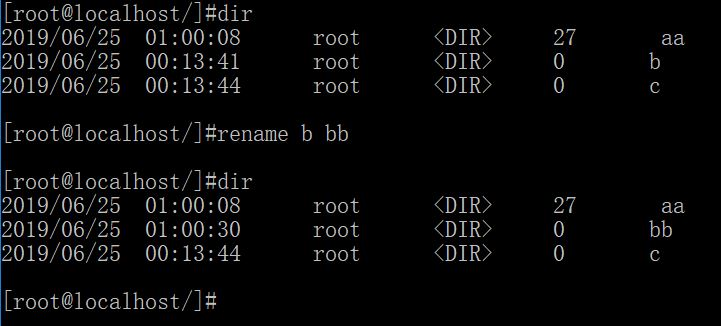 [root@localhost/]#dir
2019/06/25  01:00:08      root      <DIR>     27       aa
2019/06/25  00:13:41      root      <DIR>     0       b
2019/06/25  00:13:44      root      <DIR>     0       c
[root@localhost/]#rename b bb
[root@localhost/]#dir
2019/06/25  01:00:08      root      <DIR>     27       aa
2019/06/25  01:00:30      root      <DIR>     0       bb
2019/06/25  00:13:44      root      <DIR>     0       c
[root@localhost/]#